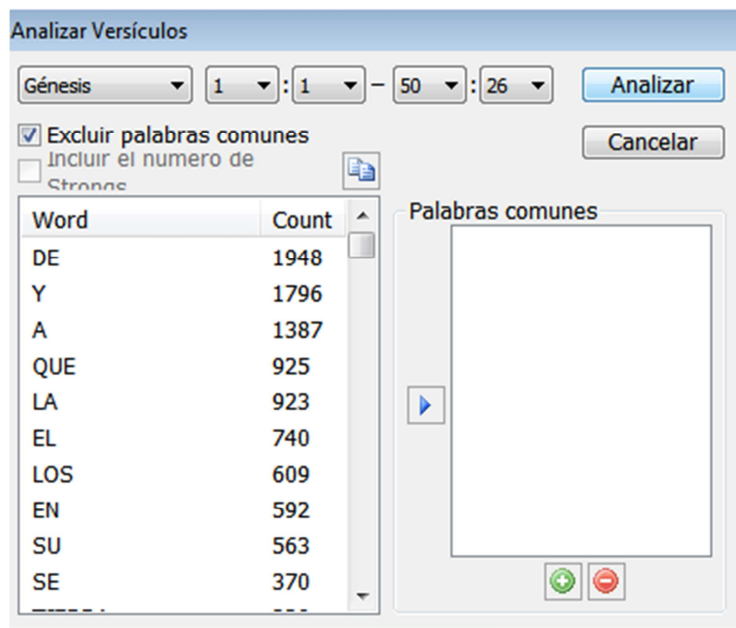 Analizar Versículos
Génesis 1 : 1 – 50 : 26 Analizar
Excluir palabras comunes Cancelar
Incluir el numero de
Strongs
Word Count
Palabras comunes
DE 1948
Y 1796
A 1387
QUE 925
LA 923
EL 740
LOS 609
EN 592
SU 563
SE 370